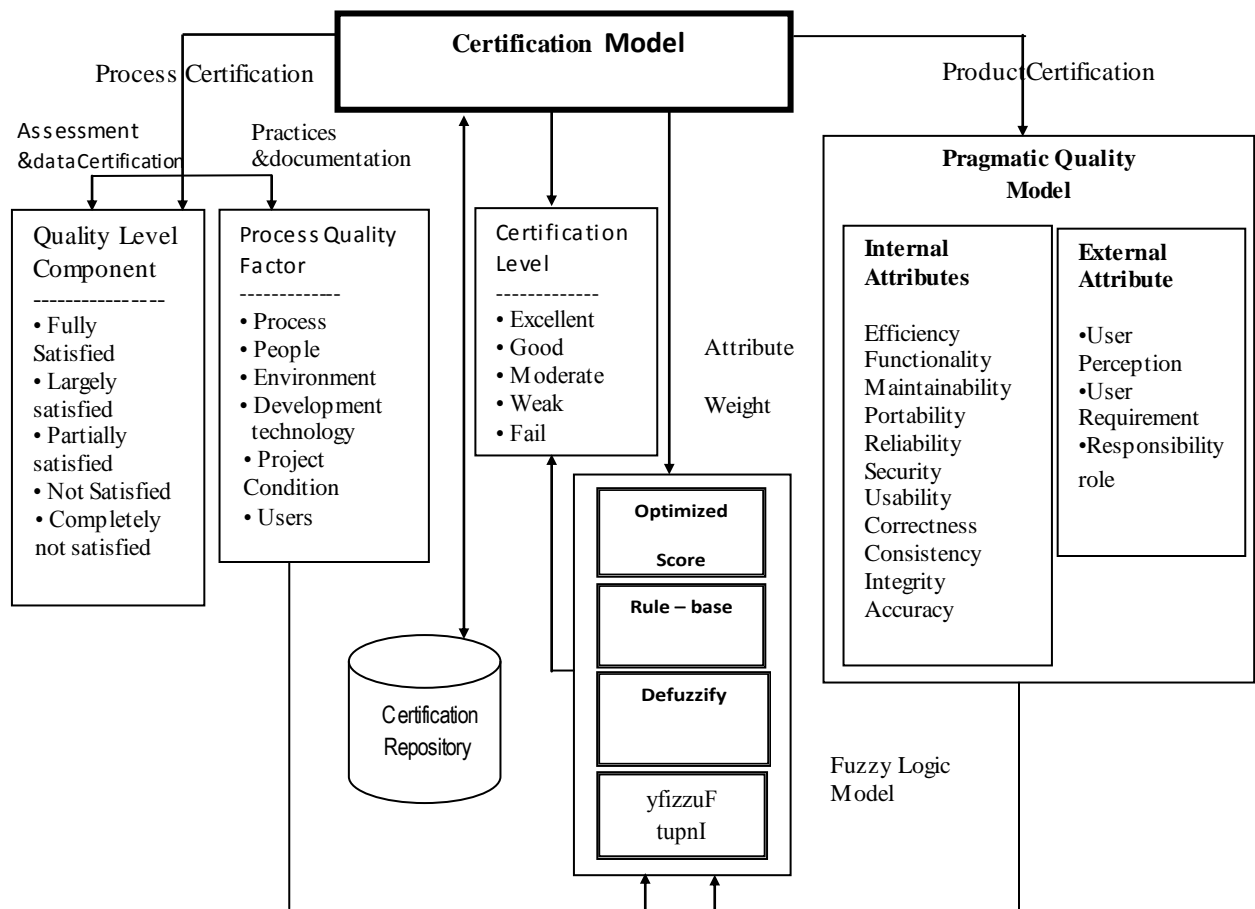 Certification Model
Process Certification
ProductCertification
Assessment
&dataCertification
Practices
&documentation
Quality Level
Component
----------------
• Fully
Satisfied
• Largely
satisfied
• Partially
satisfied
• Not Satisfied
• Completely
not satisfied
Process Quality
Factor
-------------
• Process
• People
• Environment
• Development
technology
• Project
Condition
• Users
Certification
Level
-------------
• Excellent
• Good
• Moderate
• Weak
• Fail
Attribute
Weight
Pragmatic Quality
Model
Internal
Attributes
Efficiency
Functionality
Maintainability
Portability
Reliability
Security
Usability
Correctness
Consistency
Integrity
Accuracy
External
Attribute
•User
Perception
•User
Requirement
•Responsibility
role
Optimized
Score
Rule – base
Defuzzify
yfizzuF
tupnI
Certification
Repository
Fuzzy Logic
Model